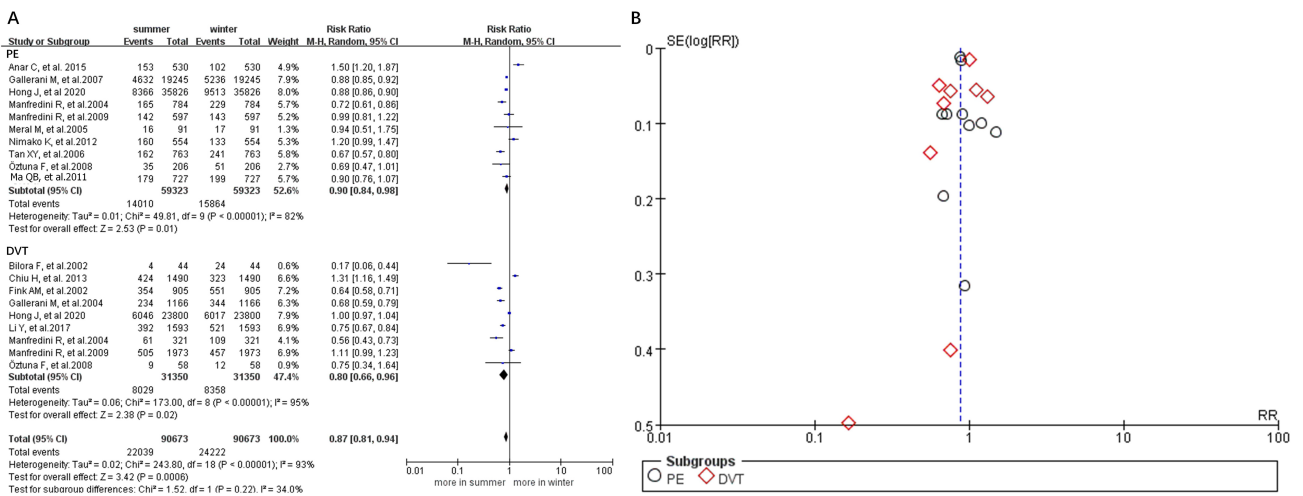 A
summer winter Risk Ratio Risk Ratio
Study or Subgroup Events Total Events Total Weight M-H, Random, 95% CI M-H, Random, 95% CI
PE
Anar C, et al. 2015 153 530 102 530 4.9% 1.50 [1.20, 1.87]
Gallerani M, et al.2007 4632 19245 5236 19245 7.9% 0.88 [0.85, 0.92]
Hong J, et al 2020 8366 35826 9513 35826 8.0% 0.88 [0.86, 0.90]
Manfredini R, et al.2004 165 784 229 784 5.7% 0.72 [0.61, 0.86]
Manfredini R, et al.2009 142 597 143 597 5.4% 0.99 [0.81, 1.22]
Meral M, et al.2005 16 91 17 91 1.3% 0.94 [0.51, 1.75]
Nimako K, et al.2012 160 554 133 554 5.4% 1.20 [0.99, 1.47]
Tan XY, et al.2006 162 763 241 763 5.8% 0.67 [0.57, 0.80]
Öztuna F, et al.2008 35 206 51 206 2.7% 0.69 [0.47, 1.01]
Ma QB, et al.2011 179 727 199 727 5.7% 0.90 [0.76, 1.07]
Subtotal (95% CI) 59323 59323 52.6% 0.90 [0.84, 0.98]
Total events 14010 15864
Heterogeneity: Tau² = 0.01; Chi² = 49.81, df = 9 (P < 0.00001); I² = 82%
Test for overall effect: Z = 2.53 (P = 0.01)
DVT
Bilora F, et al.2002 4 44 24 44 0.6% 0.17 [0.06, 0.44]
Chiu H, et al. 2013 424 1490 323 1490 6.6% 1.31 [1.16, 1.49]
Fink AM, et al.2002 354 905 551 905 6.9% 0.64 [0.58, 0.71]
Gallerani M, et al.2004 234 1166 344 1166 6.3% 0.68 [0.59, 0.79]
Hong J, et al 2020 6046 23800 6017 23800 8.0% 1.00 [0.97, 1.04]
Li Y, et al.2017 392 1593 521 1593 6.9% 0.75 [0.67, 0.84]
Manfredini R, et al.2004 61 321 109 321 4.1% 0.56 [0.43, 0.73]
Manfredini R, et al.2009 505 1973 457 1973 6.9% 1.11 [0.99, 1.23]
Öztuna F, et al.2008 9 58 12 58 0.9% 0.75 [0.34, 1.64]
Subtotal (95% CI) 31350 31350 47.4% 0.80 [0.66, 0.96]
Total events 8029 8358
Heterogeneity: Tau² = 0.06; Chi² = 173.00, df = 8 (P < 0.00001); I² = 95%
Test for overall effect: Z = 2.38 (P = 0.02)
Total (95% CI) 90673 90673 100.0% 0.87 [0.81, 0.94]
Total events 22039 24222
Heterogeneity: Tau² = 0.02; Chi² = 243.80, df = 18 (P < 0.00001); I² = 93%
Test for overall effect: Z = 3.42 (P = 0.0006)
Test for subgroup differences: Chi² = 1.52, df = 1 (P = 0.22), I² = 34.0%
0.01 0.1 1 10 100
more in summer more in winter
B
SE(log[RR])
0
0.1
0.2
0.3
0.4
0.5
RR
0.01 0.1 1 10 100
Subgroups
PE DVT